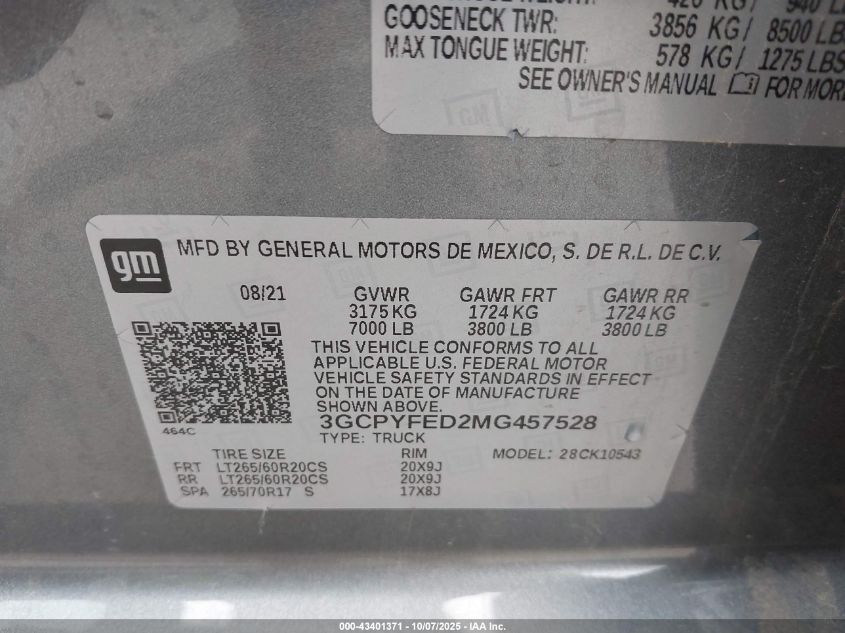 GOOSENECK TWR: 3856 KG/ 8500 LB
MAX TONGUE WEIGHT: 578 KG/ 1275 LBS
SEE OWNER'S MANUAL FOR MORE
gm
MFD BY GENERAL MOTORS DE MEXICO, S. DE R.L. DE C.V.
08/21 GVWR GAWR FRT GAWR RR
3175 KG 1724 KG 1724 KG
7000 LB 3800 LB 3800 LB
THIS VEHICLE CONFORMS TO ALL
APPLICABLE U.S. FEDERAL MOTOR
VEHICLE SAFETY STANDARDS IN EFFECT
ON THE DATE OF MANUFACTURE
SHOWN ABOVE.
3GCPYFED2MG457528
464C
TYPE: TRUCK
TIRE SIZE RIM MODEL: 28CK10543
FRT LT265/60R20CS 20X9J
RR LT265/60R20CS 20X9J
SPA 265/70R17 S 17X8J
000-43401371 - 10/07/2025 - IAA Inc.